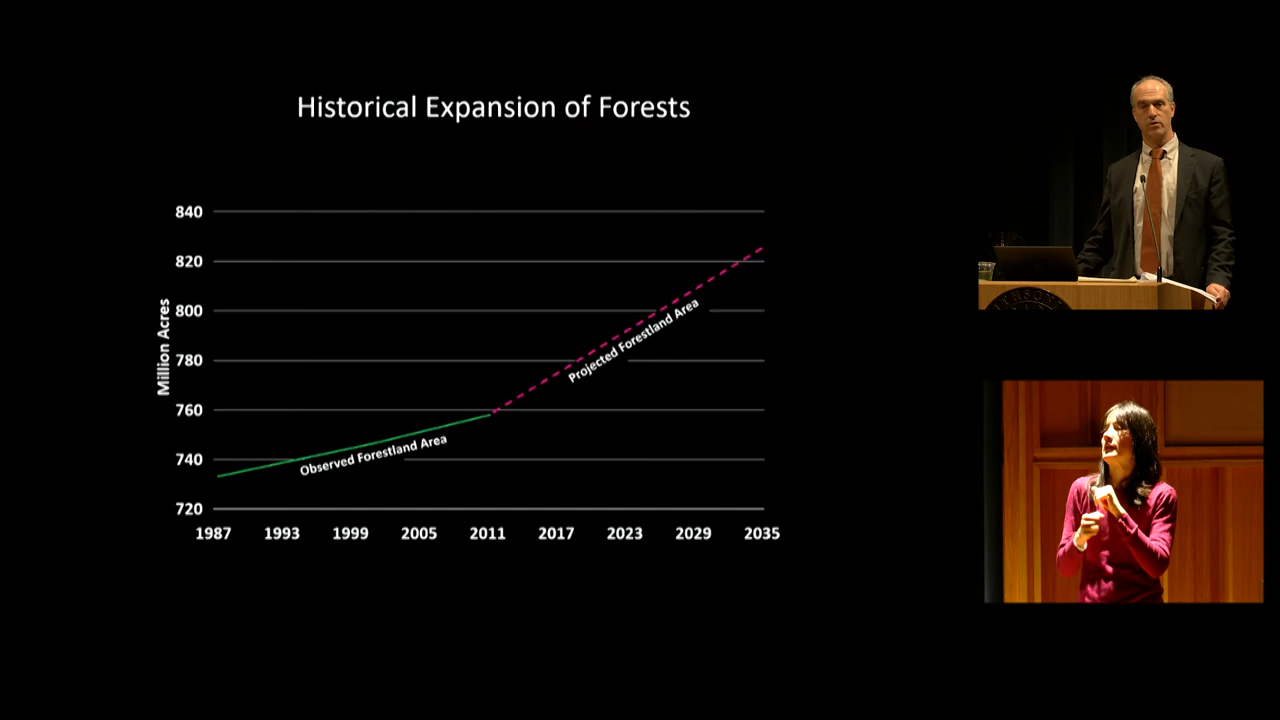 Historical Expansion of Forests
840
820
800
780
760
740
720
Million Acres
Observed Forestland Area
Projected Forestland Area
1987 1993 1999 2005 2011 2017 2023 2029 2035